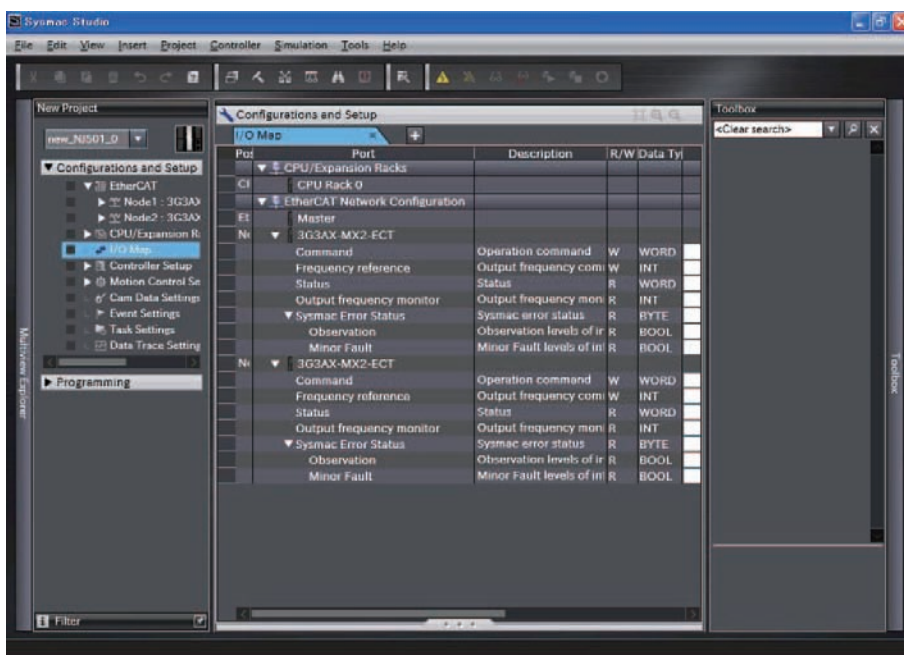 Sysmac Studio
File Edit View Insert Project Controller Simulation Tools Help
New Project
new_NJ501_0
Configurations and Setup
EtherCAT
Node1 : 3G3AX
Node2 : 3G3AX
CPU/Expansion R
I/O Map
Controller Setup
Motion Control Se
Cam Data Settings
Event Settings
Task Settings
Data Trace Setting
Programming
Filter
Multiview Explorer
Configurations and Setup
I/O Map
Port Description R/W Data Ty
CPU/Expansion Racks
CPU Rack 0
EtherCAT Network Configuration
Et Master
3G3AX-MX2-ECT
Command Operation command W WORD
Frequency reference Output frequency com W INT
Status Status R WORD
Output frequency monitor Output frequency mon R INT
Sysmac Error Status Sysmac error status R BYTE
Observation Observation levels of ir R BOOL
Minor Fault Minor Fault levels of in R BOOL
3G3AX-MX2-ECT
Command Operation command W WORD
Frequency reference Output frequency com W INT
Status Status R WORD
Output frequency monitor Output frequency mon R INT
Sysmac Error Status Sysmac error status R BYTE
Observation Observation levels of ir R BOOL
Minor Fault Minor Fault levels of in R BOOL
Toolbox
<Clear search>
Toolbox